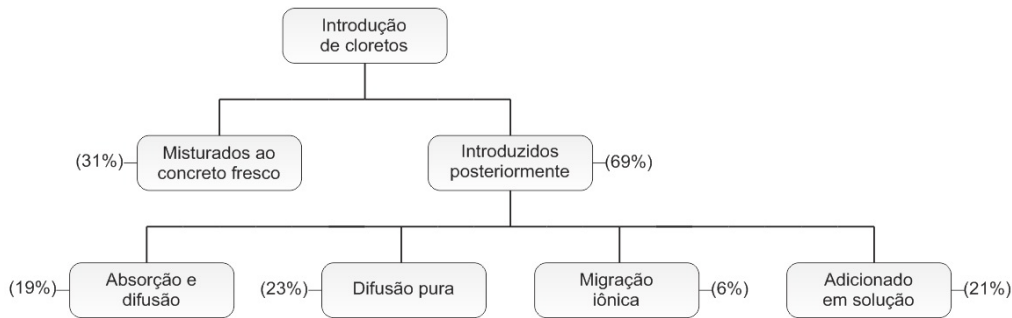 Introdução
de cloretos
(31%)
Misturados ao
concreto fresco
Introduzidos
posteriormente
(69%)
(19%)
Absorção e
difusão
(23%)
Difusão pura
Migração
iônica
(6%)
Adicionado
em solução
(21%)